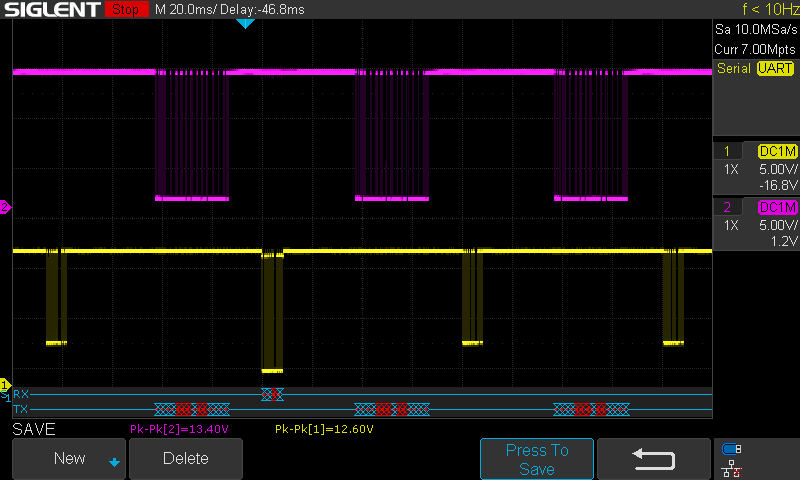 SIGLENT Stop M 20.0ms/ Delay:-46.8ms f < 10Hz
Sa 10.0MSa/s
Curr 7.00Mpts
Serial UART
1 DC1M
1X 5.00V/
-16.8V
2 DC1M
1X 5.00V/
1.2V
2
1
S
1
RX
TX
SAVE Pk-Pk[2]=13.40V Pk-Pk[1]=12.60V
New Delete Press To
Save